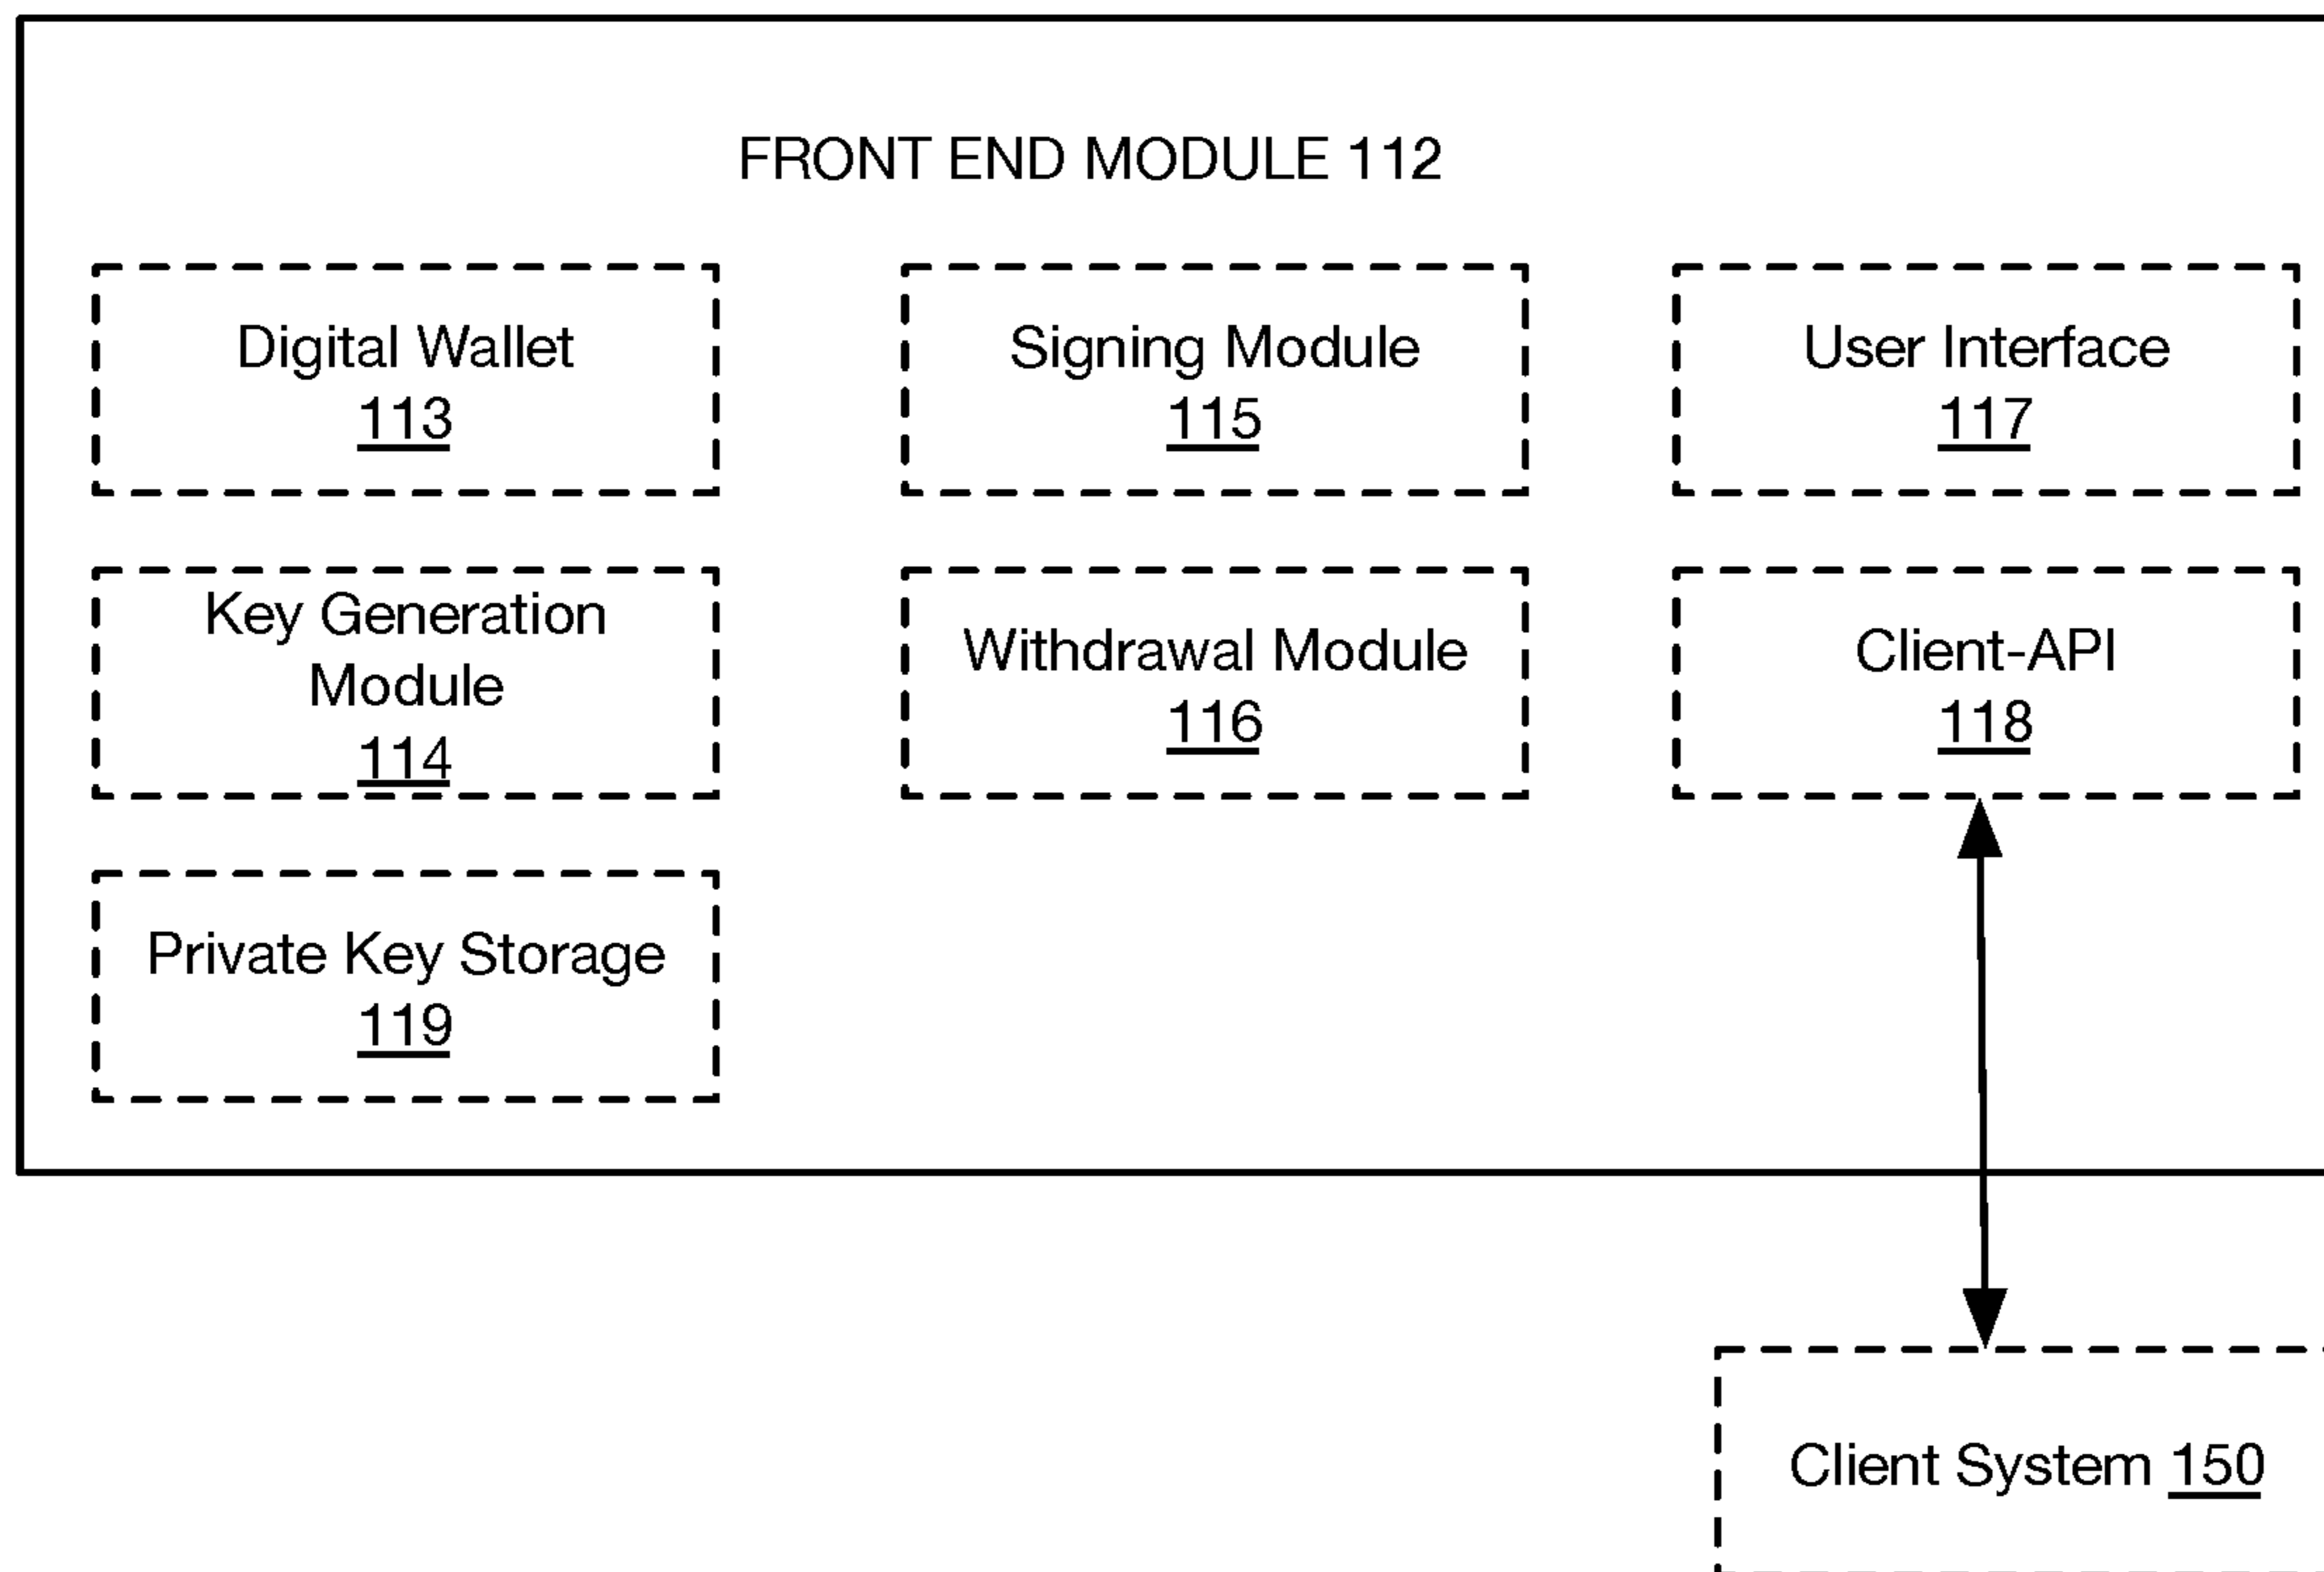 FRONT END MODULE 112
Digital Wallet
113
Signing Module
115
User Interface
117
Key Generation
Module
114
Withdrawal Module
116
Client-API
118
Private Key Storage
119
Client System 150